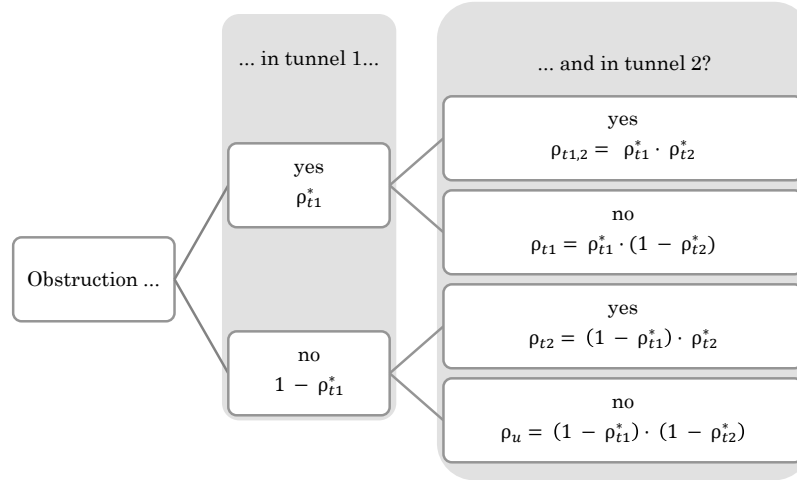 ... in tunnel 1...
... and in tunnel 2?
yes
ρ*t1
yes
ρt1,2 = ρ*t1 · ρ*t2
no
ρt1 = ρ*t1 · (1 − ρ*t2)
Obstruction ...
no
1 − ρ*t1
yes
ρt2 = (1 − ρ*t1) · ρ*t2
no
ρu = (1 − ρ*t1) · (1 − ρ*t2)